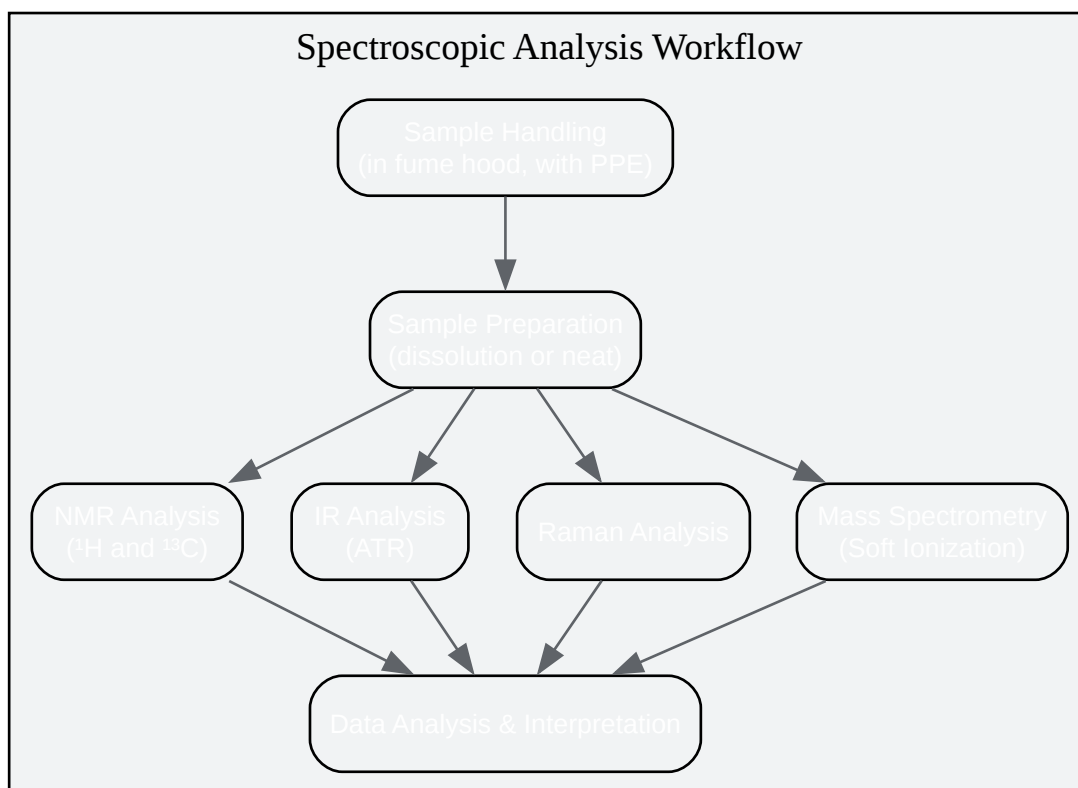 Spectroscopic Analysis Workflow
Sample Handling
(in fume hood, with PPE)
Sample Preparation
(dissolution or neat)
NMR Analysis
(¹H and ¹³C)
IR Analysis
(ATR)
Raman Analysis
Mass Spectrometry
(Soft Ionization)
Data Analysis & Interpretation